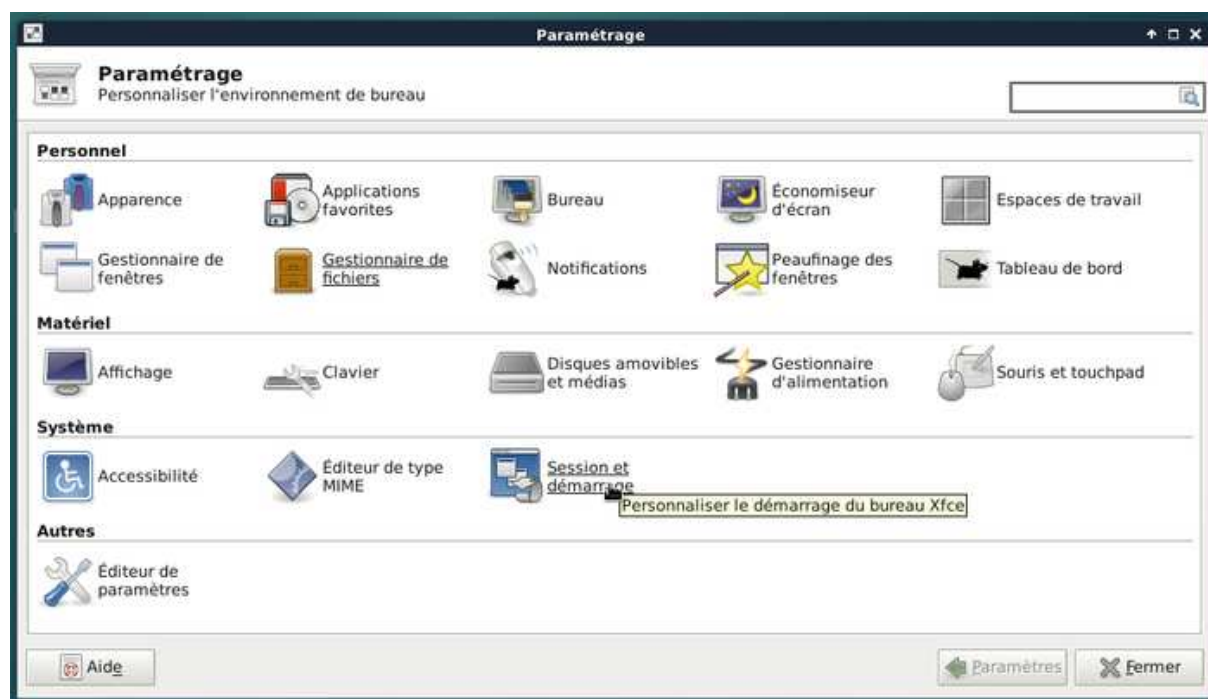 Paramétrage
Paramétrage
Personnaliser l'environnement de bureau
Personnel
Apparence
Applications
favorites
Bureau
Économiseur
d'écran
Espaces de travail
Gestionnaire de
fenêtres
Gestionnaire de
fichiers
Notifications
Peaufinage des
fenêtres
Tableau de bord
Matériel
Affichage
Clavier
Disques amovibles
et médias
Gestionnaire
d'alimentation
Souris et touchpad
Système
Accessibilité
Éditeur de type
MIME
Session et
démarrage
Personnaliser le démarrage du bureau Xfce
Autres
Éditeur de
paramètres
Aide
Paramètres
Fermer